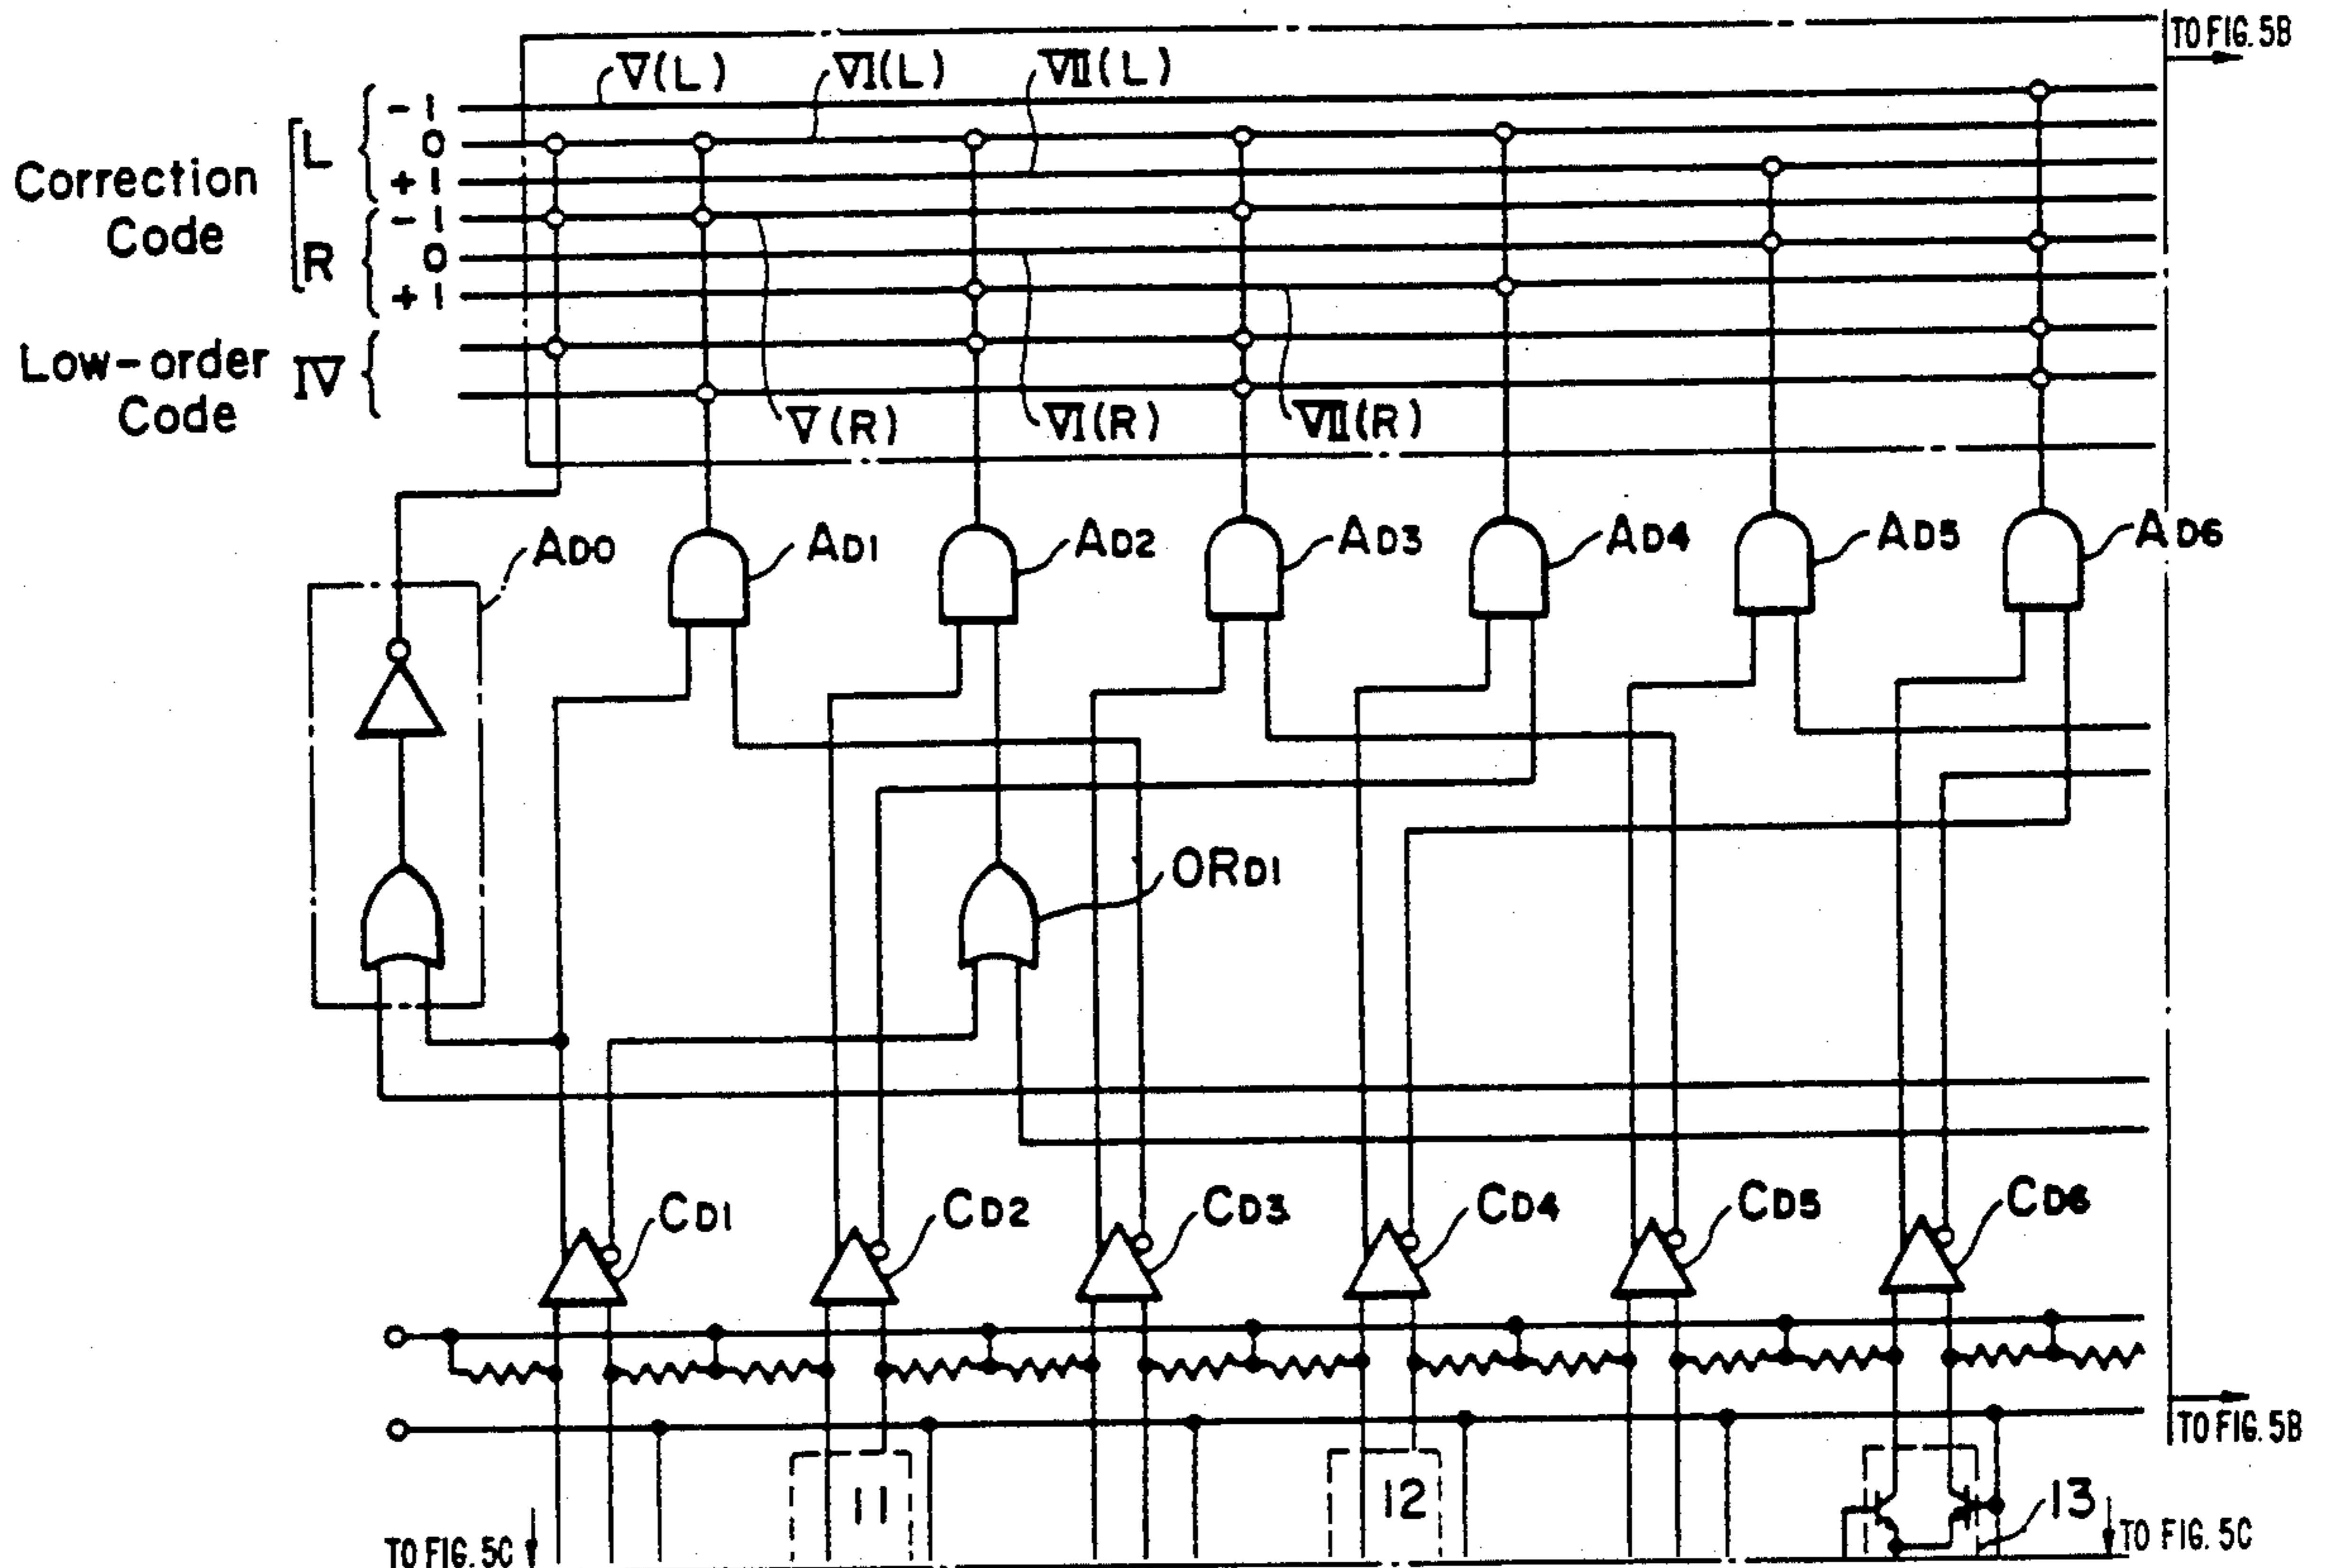 TO FIG. 5B
V(L)
VI(L)
VII(L)
- 1
L
0
+ 1
Correction
Code
- 1
R
0
+ 1
Low-order
Code
IV
V(R)
VI(R)
VII(R)
AD0
AD1
AD2
AD3
AD4
AD5
AD6
ORD1
CD1
CD2
CD3
CD4
CD5
CD6
TO FIG. 5B
11
12
13
TO FIG. 5C
TO FIG. 5C